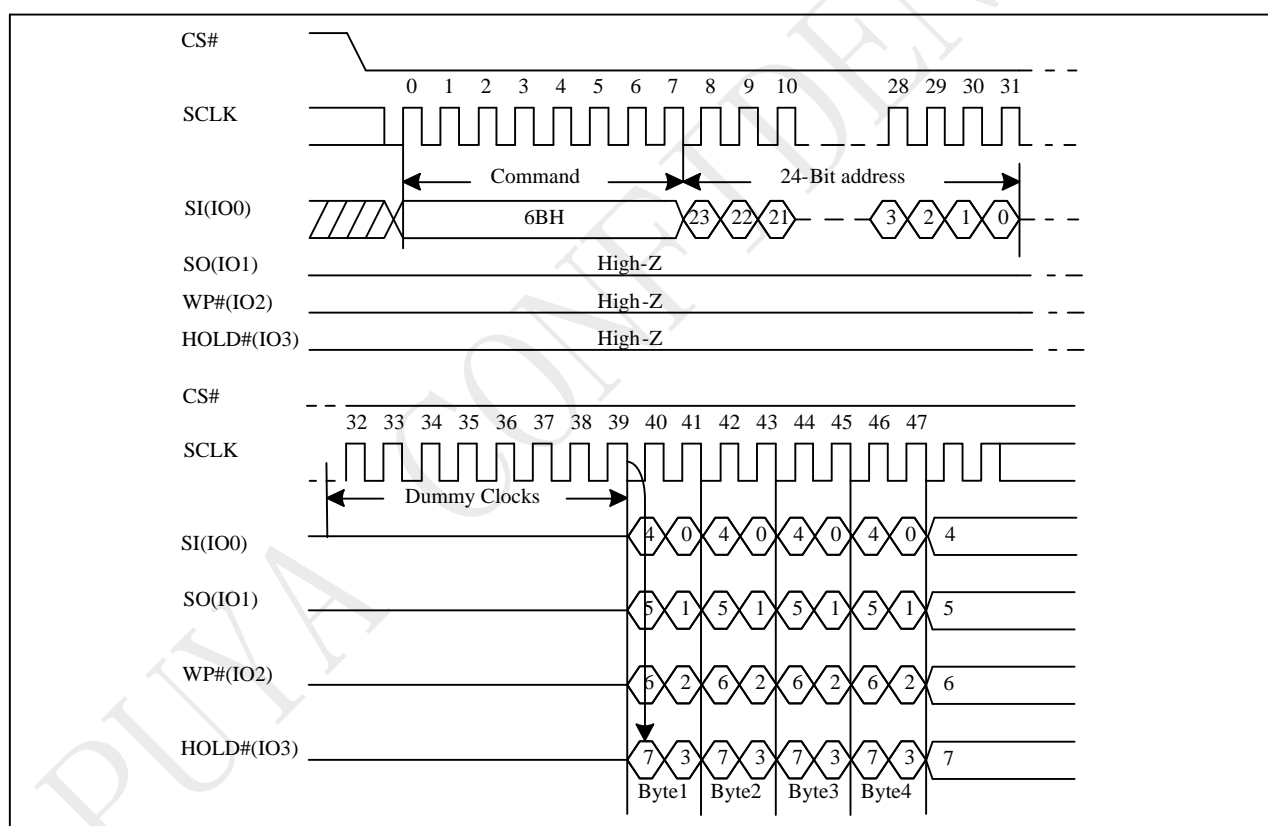 CS#
0 1 2 3 4 5 6 7 8 9 10 28 29 30 31
SCLK
Command 24-Bit address
SI(IO0) 6BH 23 22 21 3 2 1 0
SO(IO1) High-Z
WP#(IO2) High-Z
HOLD#(IO3) High-Z
CS#
32 33 34 35 36 37 38 39 40 41 42 43 44 45 46 47
SCLK
Dummy Clocks
SI(IO0) 4 0 4 0 4 0 4 0 4
SO(IO1) 5 1 5 1 5 1 5 1 5
WP#(IO2) 6 2 6 2 6 2 6 2 6
HOLD#(IO3) 7 3 7 3 7 3 7 3 7
Byte1 Byte2 Byte3 Byte4
PUYA CONFIDEN